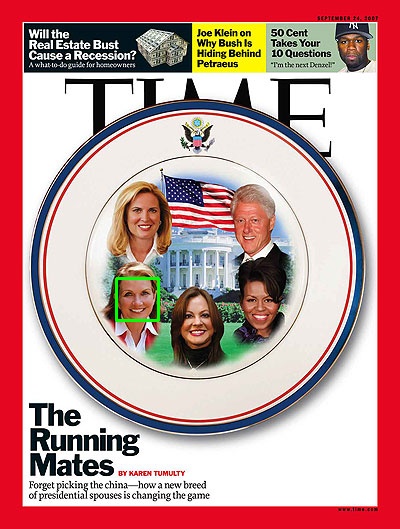 SEPTEMBER 24, 2007
Will the
Real Estate Bust
Cause a Recession?
A what-to-do guide for homeowners
Joe Klein on
Why Bush Is
Hiding Behind
Petraeus
50 Cent
Takes Your
10 Questions
"I'm the next Denzel!"
TIME
The
Running
Mates BY KAREN TUMULTY
Forget picking the china—how a new breed
of presidential spouses is changing the game
www.time.com